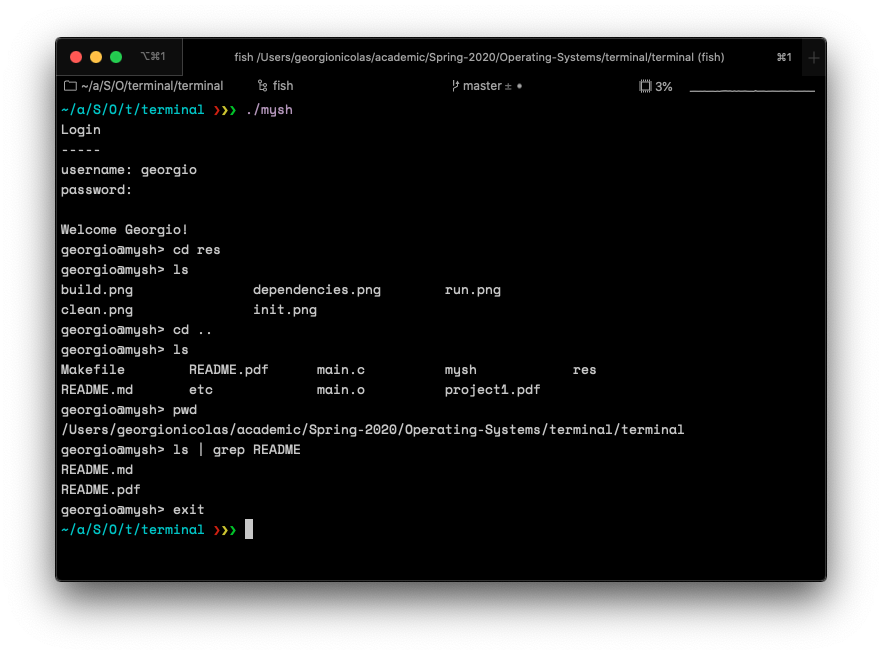 ⌥⌘1 fish /Users/georgionicolas/academic/Spring-2020/Operating-Systems/terminal/terminal (fish) ⌘1 +
~/a/S/O/terminal/terminal fish master ± ● 3%
~/a/S/O/t/terminal ❯❯❯ ./mysh
Login
-----
username: georgio
password:
Welcome Georgio!
georgio@mysh> cd res
georgio@mysh> ls
build.png dependencies.png run.png
clean.png init.png
georgio@mysh> cd ..
georgio@mysh> ls
Makefile README.pdf main.c mysh res
README.md etc main.o project1.pdf
georgio@mysh> pwd
/Users/georgionicolas/academic/Spring-2020/Operating-Systems/terminal/terminal
georgio@mysh> ls | grep README
README.md
README.pdf
georgio@mysh> exit
~/a/S/O/t/terminal ❯❯❯